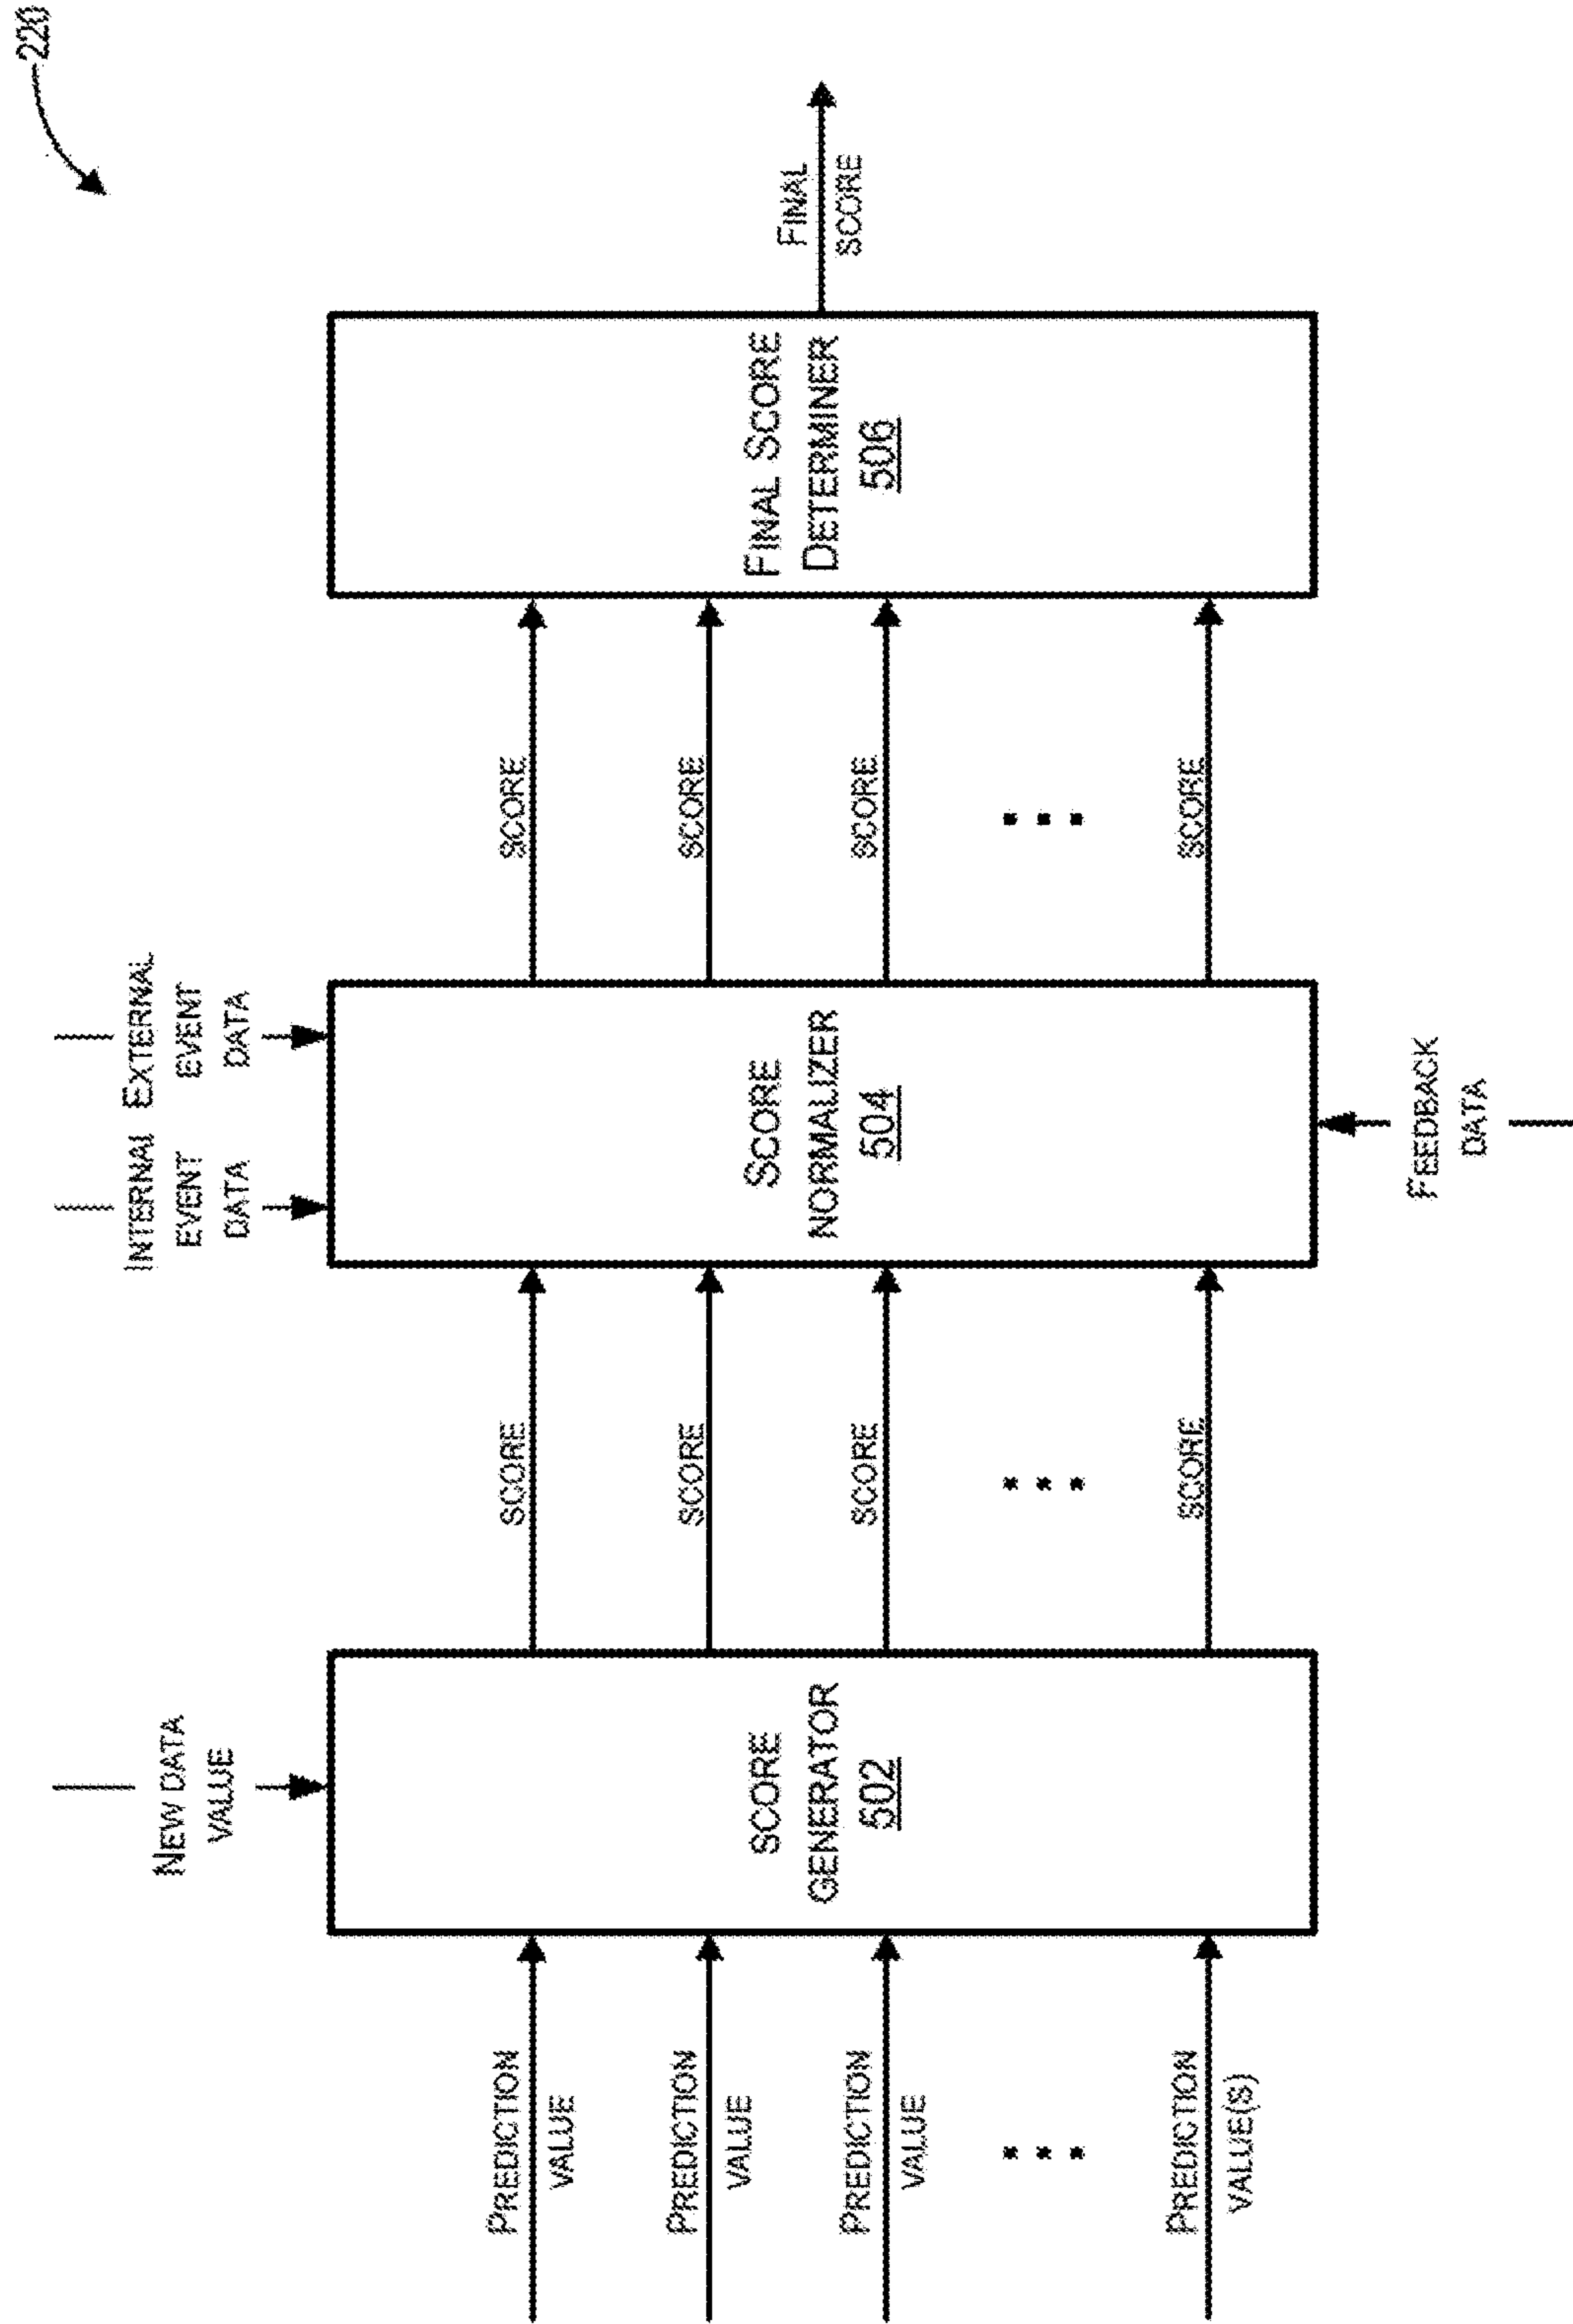 220
PREDICTION
VALUE
PREDICTION
VALUE
PREDICTION
VALUE
PREDICTION
VALUE(S)
NEW DATA
VALUE
SCORE
GENERATOR
502
SCORE
SCORE
SCORE
SCORE
INTERNAL
EVENT
DATA
EXTERNAL
EVENT
DATA
SCORE
NORMALIZER
504
FEEDBACK
DATA
SCORE
SCORE
SCORE
SCORE
FINAL SCORE
DETERMINER
506
FINAL
SCORE